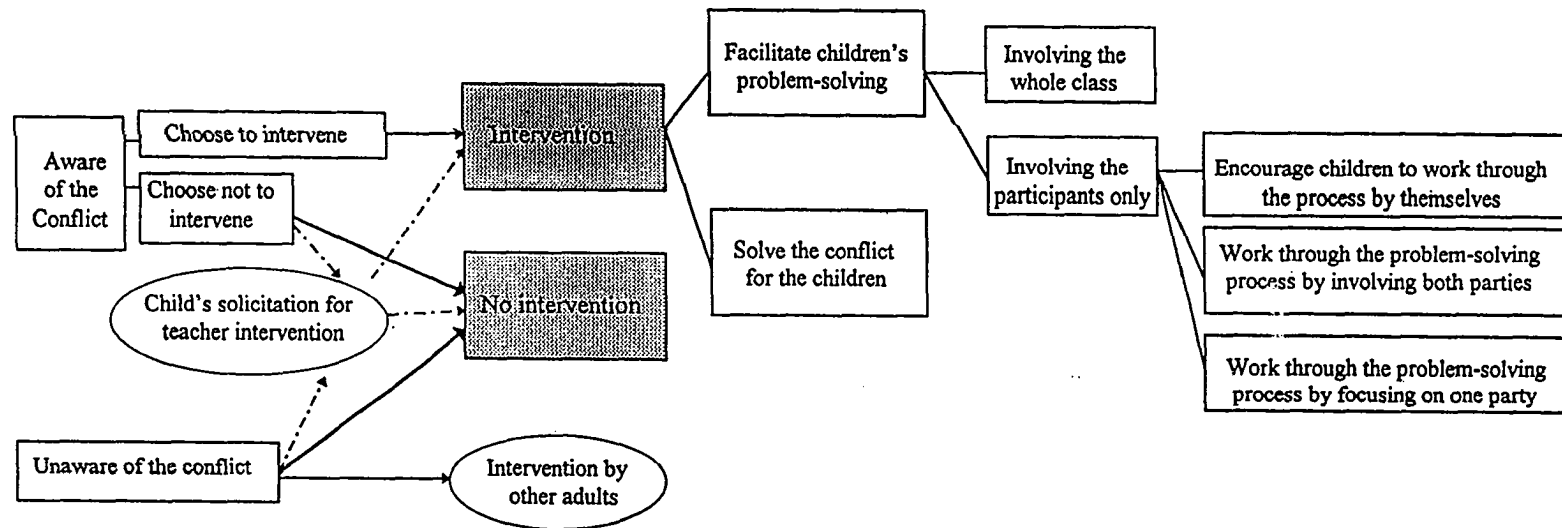 Aware
of the
Conflict
Choose to intervene
Choose not to
intervene
Child's solicitation for
teacher intervention
Unaware of the conflict
Intervention
No intervention
Intervention by
other adults
Facilitate children's
problem-solving
Solve the conflict
for the children
Involving the
whole class
Involving the
participants only
Encourage children to work through
the process by themselves
Work through the problem-solving
process by involving both parties
Work through the problem-solving
process by focusing on one party